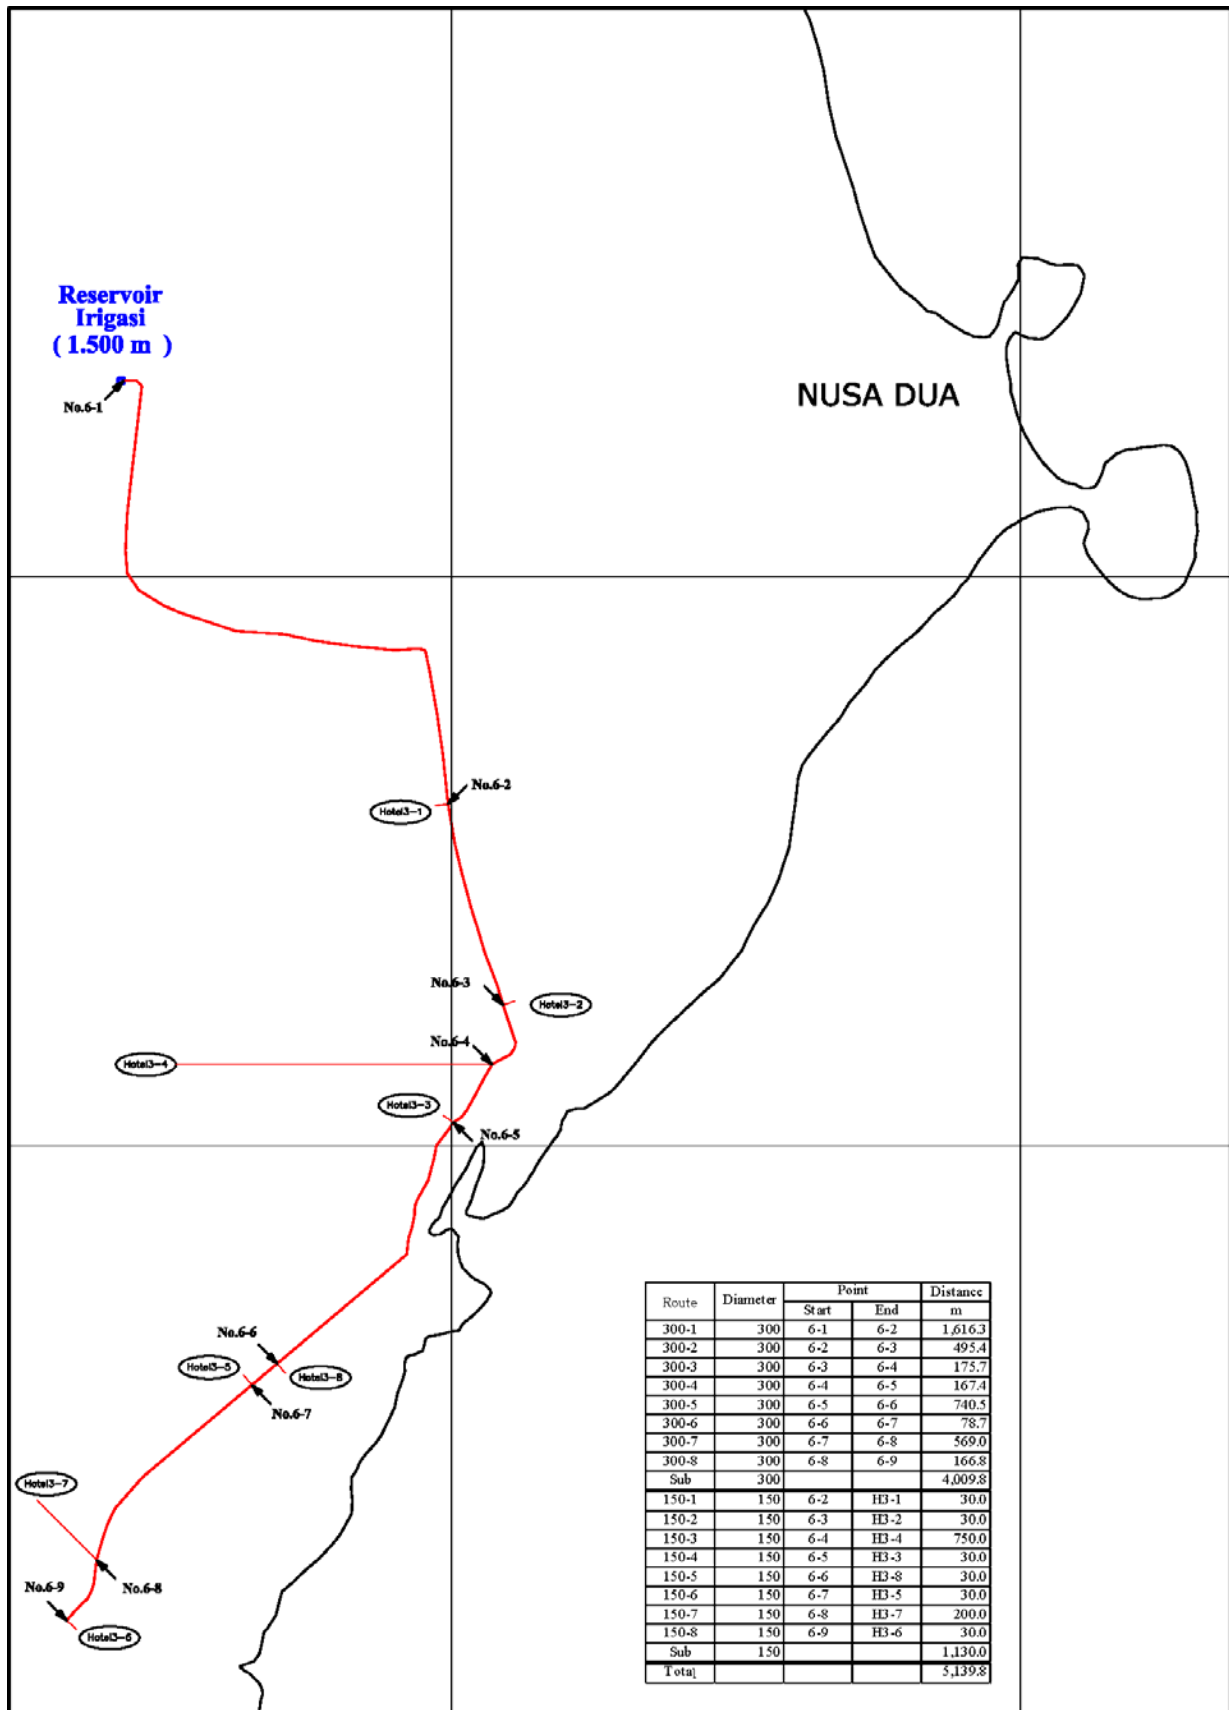 Reservoir
Irigasi
( 1.500 m )
No.6-1
NUSA DUA
No.6-2
Hotel3-1
No.6-3
Hotel3-2
No.6-4
Hotel3-4
Hotel3-3
No.6-5
No.6-6
Hotel3-5
Hotel3-8
No.6-7
Hotel3-7
No.6-9
No.6-8
Hotel3-6
Route Diameter Point Distance
Start End m
300-1 300 6-1 6-2 1,616.3
300-2 300 6-2 6-3 495.4
300-3 300 6-3 6-4 175.7
300-4 300 6-4 6-5 167.4
300-5 300 6-5 6-6 740.5
300-6 300 6-6 6-7 78.7
300-7 300 6-7 6-8 569.0
300-8 300 6-8 6-9 166.8
Sub 300 4,009.8
150-1 150 6-2 H3-1 30.0
150-2 150 6-3 H3-2 30.0
150-3 150 6-4 H3-4 750.0
150-4 150 6-5 H3-3 30.0
150-5 150 6-6 H3-8 30.0
150-6 150 6-7 H3-5 30.0
150-7 150 6-8 H3-7 200.0
150-8 150 6-9 H3-6 30.0
Sub 150 1,130.0
Total 5,139.8